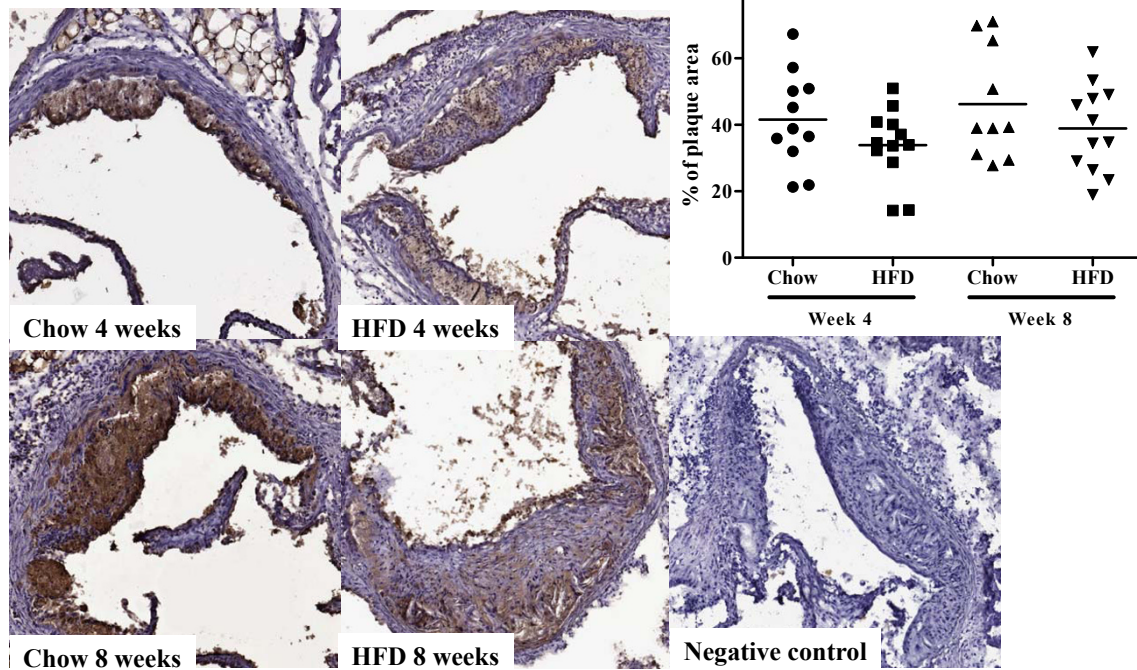 Chow 4 weeks
HFD 4 weeks
% of plaque area
60
40
20
0
Chow HFD Chow HFD
Week 4 Week 8
Chow 8 weeks
HFD 8 weeks
Negative control